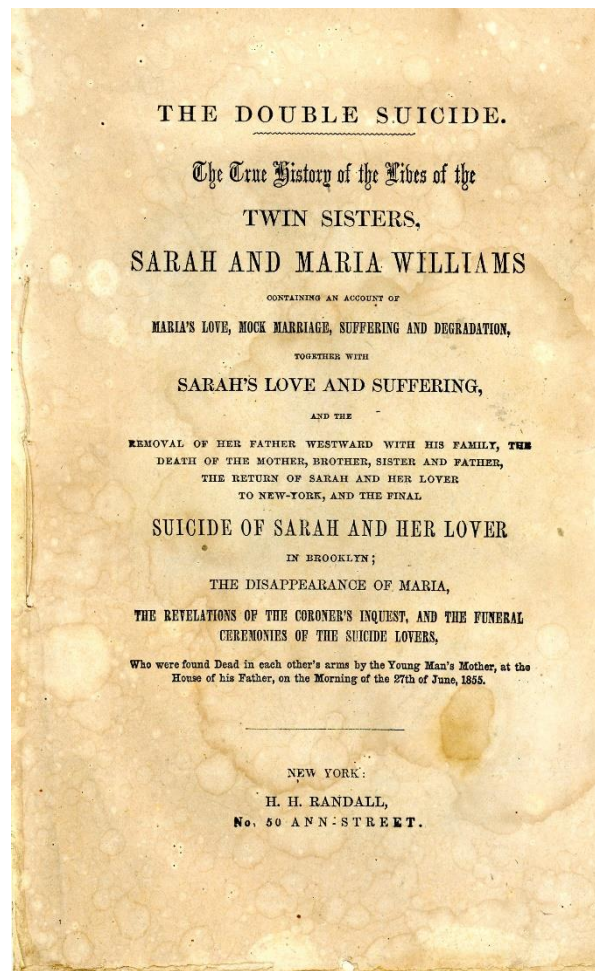 THE DOUBLE SUICIDE.
The True History of the Lives of the
TWIN SISTERS,
SARAH AND MARIA WILLIAMS
CONTAINING AN ACCOUNT OF
MARIA'S LOVE, MOCK MARRIAGE, SUFFERING AND DEGRADATION,
TOGETHER WITH
SARAH'S LOVE AND SUFFERING,
AND THE
REMOVAL OF HER FATHER WESTWARD WITH HIS FAMILY, THE
DEATH OF THE MOTHER, BROTHER, SISTER AND FATHER,
THE RETURN OF SARAH AND HER LOVER
TO NEW-YORK, AND THE FINAL
SUICIDE OF SARAH AND HER LOVER
IN BROOKLYN;
THE DISAPPEARANCE OF MARIA,
THE REVELATIONS OF THE CORONER'S INQUEST, AND THE FUNERAL
CEREMONIES OF THE SUICIDE LOVERS,
Who were found Dead in each other's arms by the Young Man's Mother, at the
House of his Father, on the Morning of the 27th of June, 1855.
NEW YORK:
H. H. RANDALL,
No. 50 ANN-STREET.